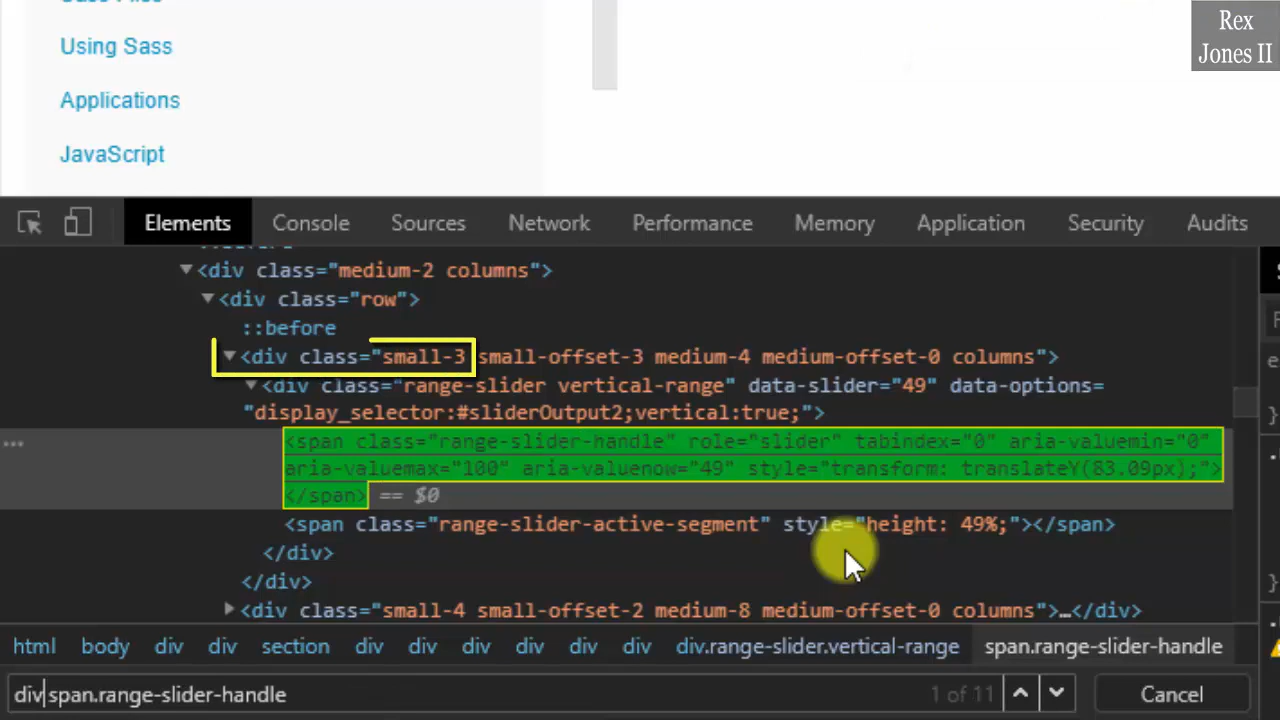 Rex
Jones II
Using Sass
Applications
JavaScript
Elements Console Sources Network Performance Memory Application Security Audits
<div class="medium-2 columns">
<div class="row">
::before
<div class="small-3 small-offset-3 medium-4 medium-offset-0 columns">
<div class="range-slider vertical-range" data-slider="49" data-options=
"display_selector:#sliderOutput2;vertical:true;">
<span class="range-slider-handle" role="slider" tabindex="0" aria-valuemin="0"
aria-valuemax="100" aria-valuenow="49" style="transform: translateY(83.09px);">
</span> == $0
<span class="range-slider-active-segment" style="height: 49%;"></span>
</div>
</div>
<div class="small-4 small-offset-2 medium-8 medium-offset-0 columns">…</div>
html body div div section div div div div div div div.range-slider.vertical-range span.range-slider-handle
div span.range-slider-handle 1 of 11 Cancel